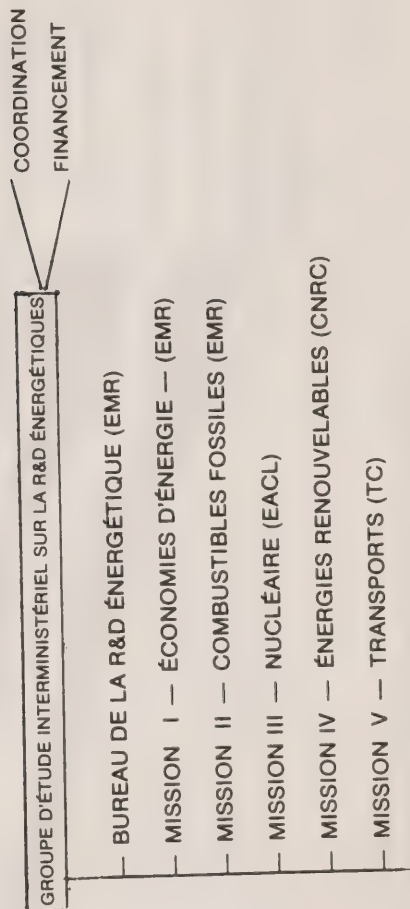 COORDINATION
FINANCEMENT
GROUPE D'ÉTUDE INTERMINISTÉRIEL SUR LA R&D ÉNERGÉTIQUES
BUREAU DE LA R&D ÉNERGÉTIQUE (EMR)
MISSION I — ÉCONOMIES D'ÉNERGIE — (EMR)
MISSION II — COMBUSTIBLES FOSSILES (EMR)
MISSION III — NUCLÉAIRE (EACL)
MISSION IV — ÉNERGIES RENOUVELABLES (CNRC)
MISSION V — TRANSPORTS (TC)